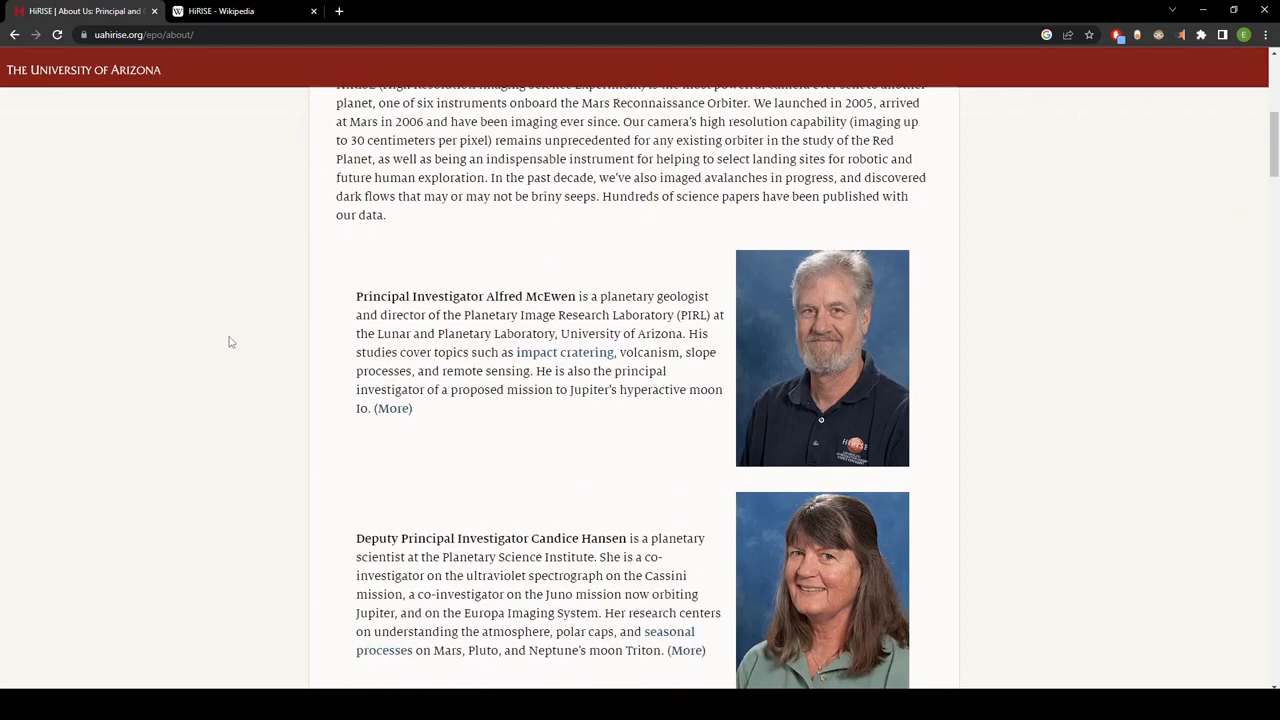 HiRISE | About Us: Principal and
HiRISE - Wikipedia
uahirise.org/epo/about/
E
THE UNIVERSITY OF ARIZONA
HiRISE (High Resolution Imaging Science Experiment) is the most powerful camera ever sent to another
planet, one of six instruments onboard the Mars Reconnaissance Orbiter. We launched in 2005, arrived
at Mars in 2006 and have been imaging ever since. Our camera's high resolution capability (imaging up
to 30 centimeters per pixel) remains unprecedented for any existing orbiter in the study of the Red
Planet, as well as being an indispensable instrument for helping to select landing sites for robotic and
future human exploration. In the past decade, we've also imaged avalanches in progress, and discovered
dark flows that may or may not be briny seeps. Hundreds of science papers have been published with
our data.
Principal Investigator Alfred McEwen is a planetary geologist
and director of the Planetary Image Research Laboratory (PIRL) at
the Lunar and Planetary Laboratory, University of Arizona. His
studies cover topics such as impact cratering, volcanism, slope
processes, and remote sensing. He is also the principal
investigator of a proposed mission to Jupiter's hyperactive moon
Io. (More)
HiRISE
Deputy Principal Investigator Candice Hansen is a planetary
scientist at the Planetary Science Institute. She is a co-
investigator on the ultraviolet spectrograph on the Cassini
mission, a co-investigator on the Juno mission now orbiting
Jupiter, and on the Europa Imaging System. Her research centers
on understanding the atmosphere, polar caps, and seasonal
processes on Mars, Pluto, and Neptune's moon Triton. (More)